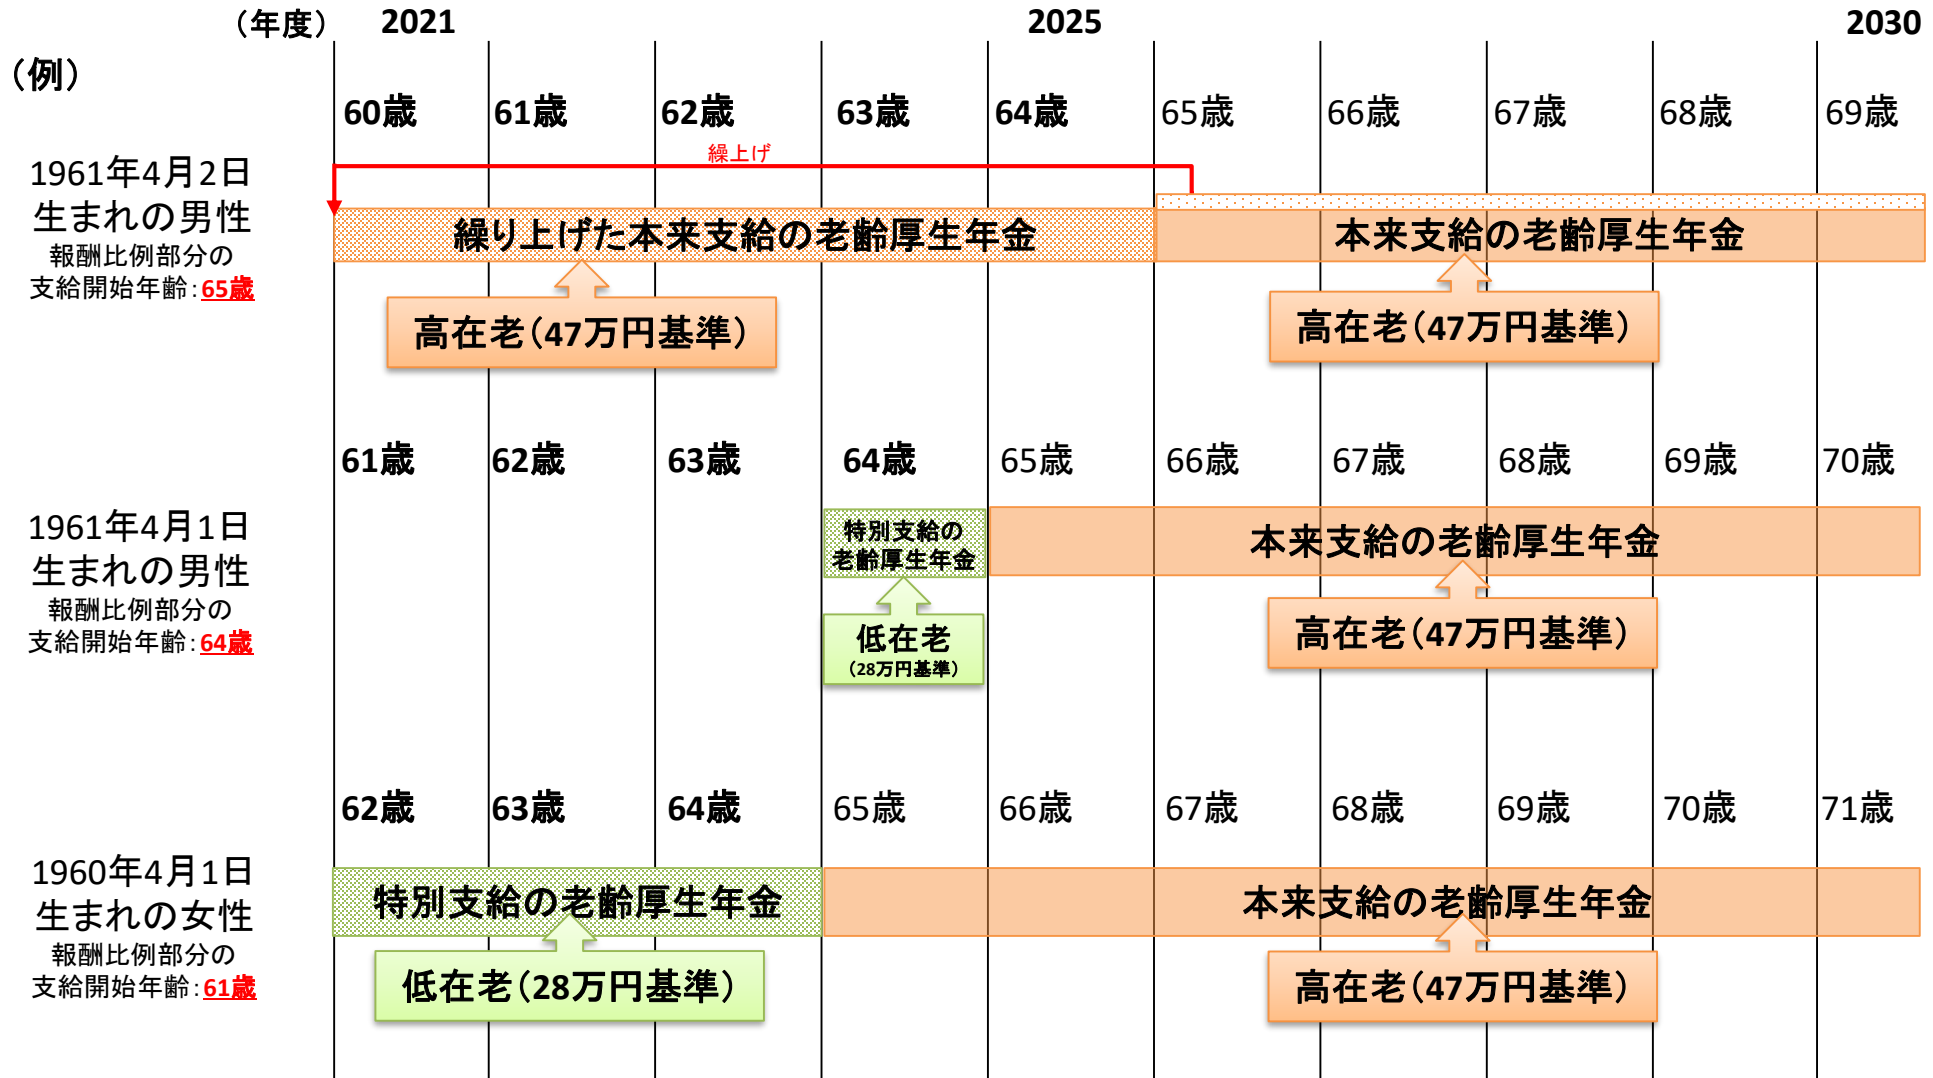 （年度） 2021 2025 2030
（例）
60歳 61歳 62歳 63歳 64歳 65歳 66歳 67歳 68歳 69歳
繰上げ
1961年4月2日
生まれの男性
報酬比例部分の
支給開始年齢：65歳
繰り上げた本来支給の老齢厚生年金 本来支給の老齢厚生年金
高在老（47万円基準） 高在老（47万円基準）
61歳 62歳 63歳 64歳 65歳 66歳 67歳 68歳 69歳 70歳
1961年4月1日
生まれの男性
報酬比例部分の
支給開始年齢：64歳
特別支給の
老齢厚生年金
本来支給の老齢厚生年金
低在老
（28万円基準）
高在老（47万円基準）
62歳 63歳 64歳 65歳 66歳 67歳 68歳 69歳 70歳 71歳
1960年4月1日
生まれの女性
報酬比例部分の
支給開始年齢：61歳
特別支給の老齢厚生年金 本来支給の老齢厚生年金
低在老（28万円基準） 高在老（47万円基準）